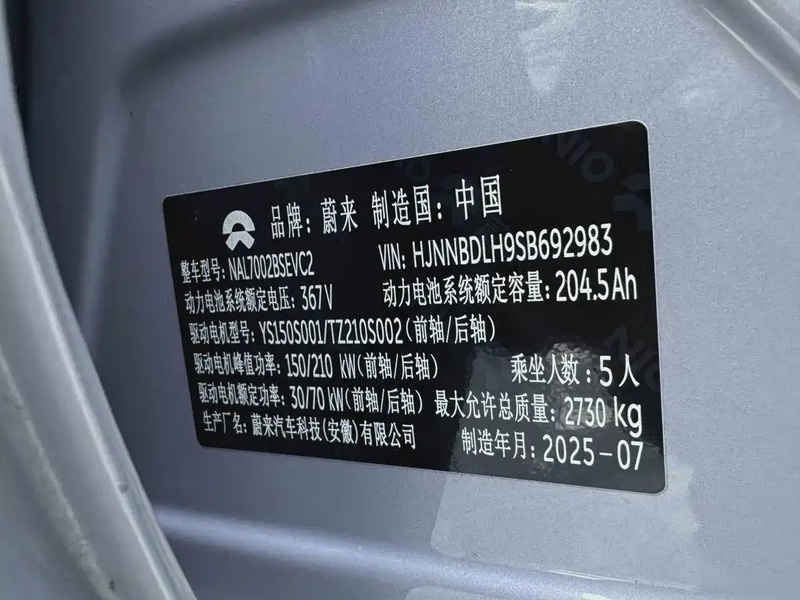 品牌: 蔚来 制造国: 中国
整车型号: NAL7002BSEVC2 VIN: HJNNBDLH9SB692983
动力电池系统额定电压: 367V 动力电池系统额定容量: 204.5Ah
驱动电机型号: YS150S001/TZ210S002(前轴/后轴)
驱动电机峰值功率: 150/210 kW(前轴/后轴) 乘坐人数: 5人
驱动电机额定功率: 30/70 kW(前轴/后轴) 最大允许总质量: 2730 kg
生产厂名: 蔚来汽车科技(安徽)有限公司 制造年月: 2025-07
NIO
NIO